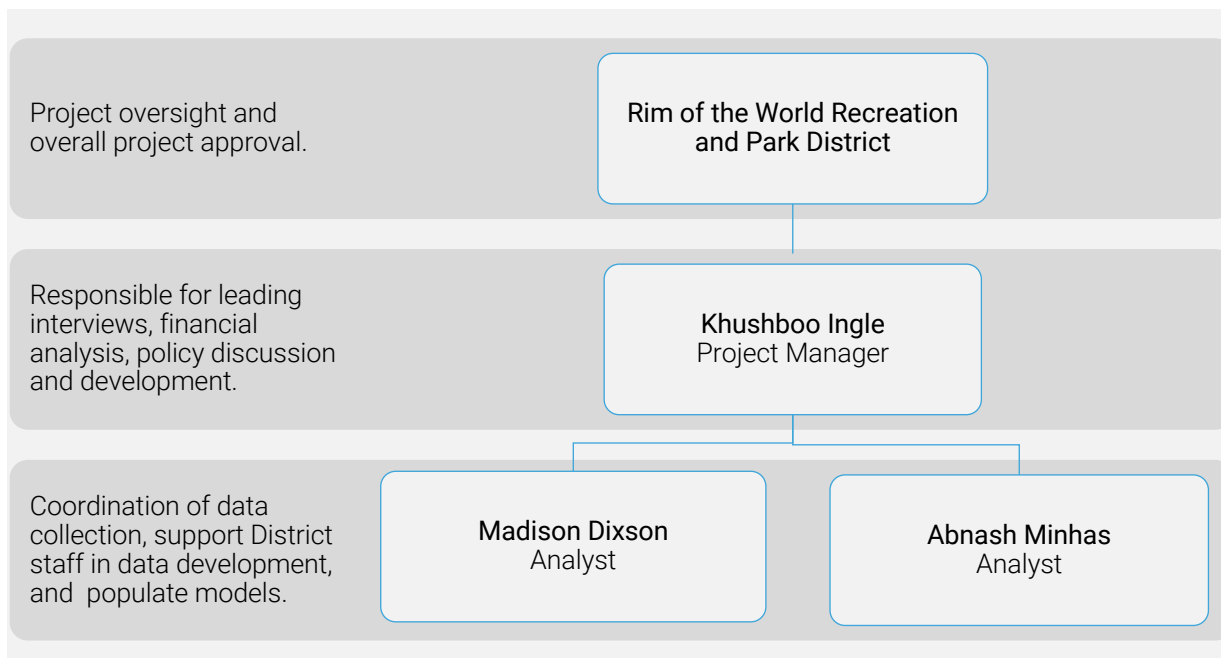 Project oversight and
overall project approval.
Rim of the World Recreation
and Park District
Responsible for leading
interviews, financial
analysis, policy discussion
and development.
Khushboo Ingle
Project Manager
Coordination of data
collection, support District
staff in data development,
and  populate models.
Madison Dixson
Analyst
Abnash Minhas
Analyst